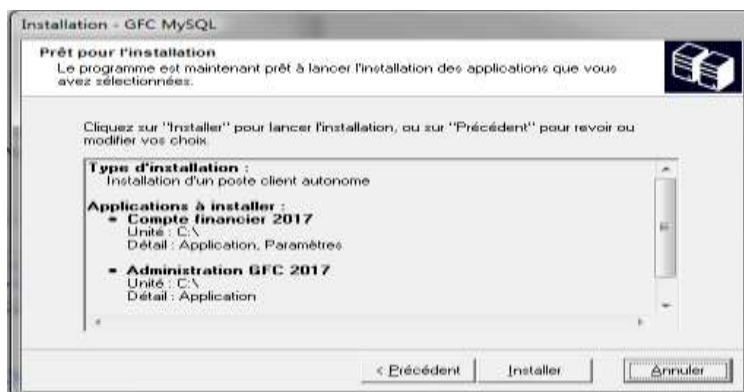 Installation - GFC MySQL
Prêt pour l'installation
Le programme est maintenant prêt à lancer l'installation des applications que vous
avez sélectionnées.
Cliquez sur "Installer" pour lancer l'installation, ou sur "Précédent" pour revoir ou
modifier vos choix.
Type d'installation :
Installation d'un poste client autonome
Applications à installer :
• Compte financier 2017
Unité : C:\
Détail : Application, Paramètres
• Administration GFC 2017
Unité : C:\
Détail : Application
< Précédent
Installer
Annuler